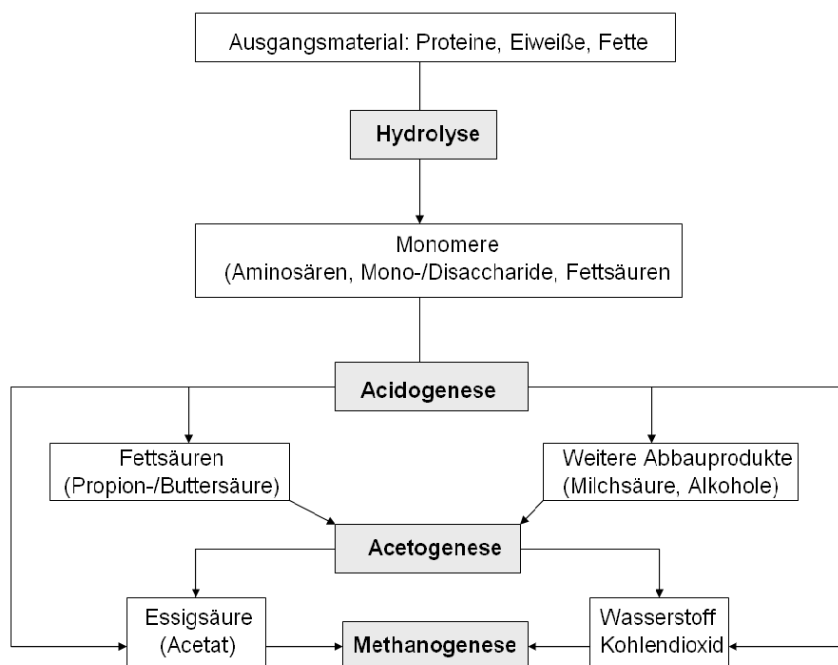 Ausgangsmaterial: Proteine, Eiweiße, Fette
Hydrolyse
Monomere
(Aminosären, Mono-/Disaccharide, Fettsäuren
Acidogenese
Fettsäuren
(Propion-/Buttersäure)
Weitere Abbauprodukte
(Milchsäure, Alkohole)
Acetogenese
Essigsäure
(Acetat)
Methanogenese
Wasserstoff
Kohlendioxid